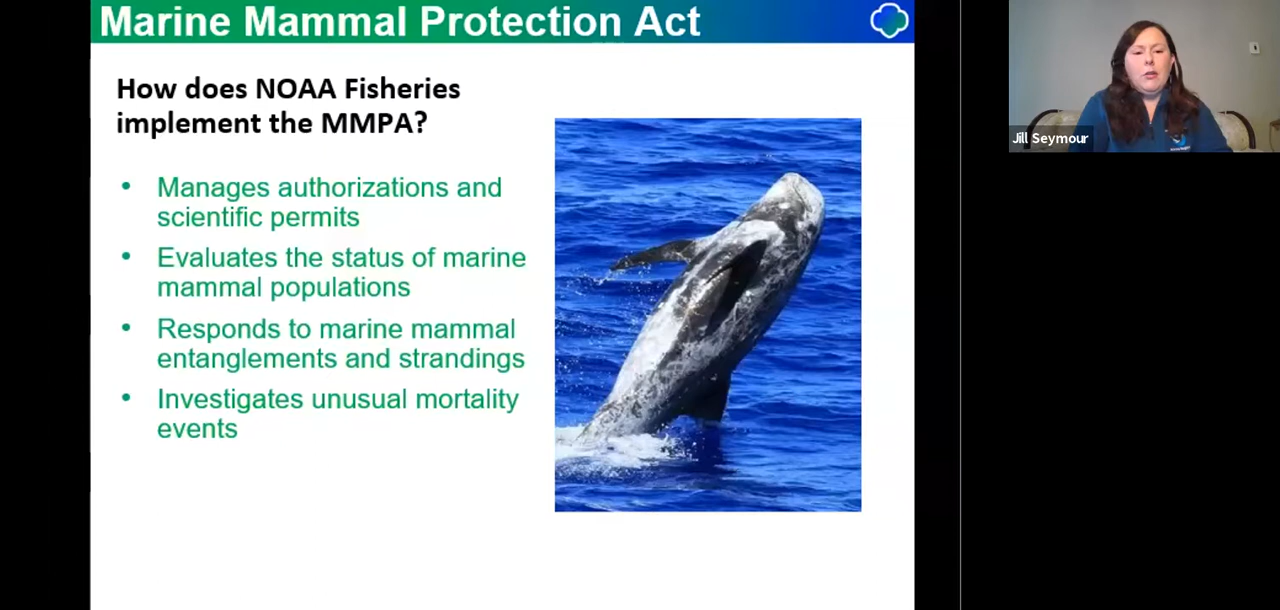 Marine Mammal Protection Act
How does NOAA Fisheries
implement the MMPA?
• Manages authorizations and
scientific permits
• Evaluates the status of marine
mammal populations
• Responds to marine mammal
entanglements and strandings
• Investigates unusual mortality
events
Jill Seymour